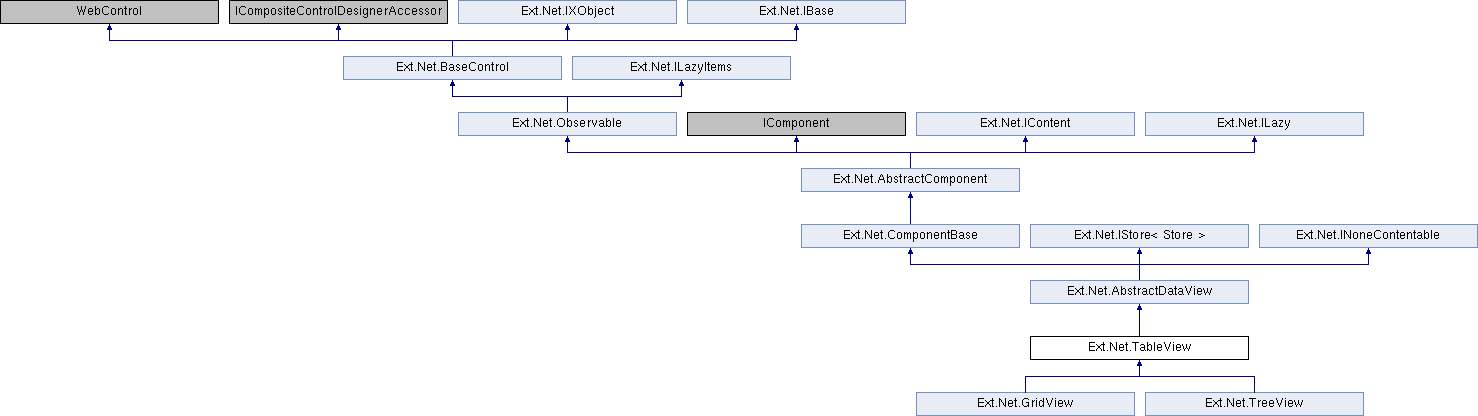 WebControl
ICompositeControlDesignerAccessor
Ext.Net.IXObject
Ext.Net.IBase
Ext.Net.BaseControl
Ext.Net.ILazyItems
Ext.Net.Observable
IComponent
Ext.Net.IContent
Ext.Net.ILazy
Ext.Net.AbstractComponent
Ext.Net.ComponentBase
Ext.Net.IStore< Store >
Ext.Net.INoneContentable
Ext.Net.AbstractDataView
Ext.Net.TableView
Ext.Net.GridView
Ext.Net.TreeView